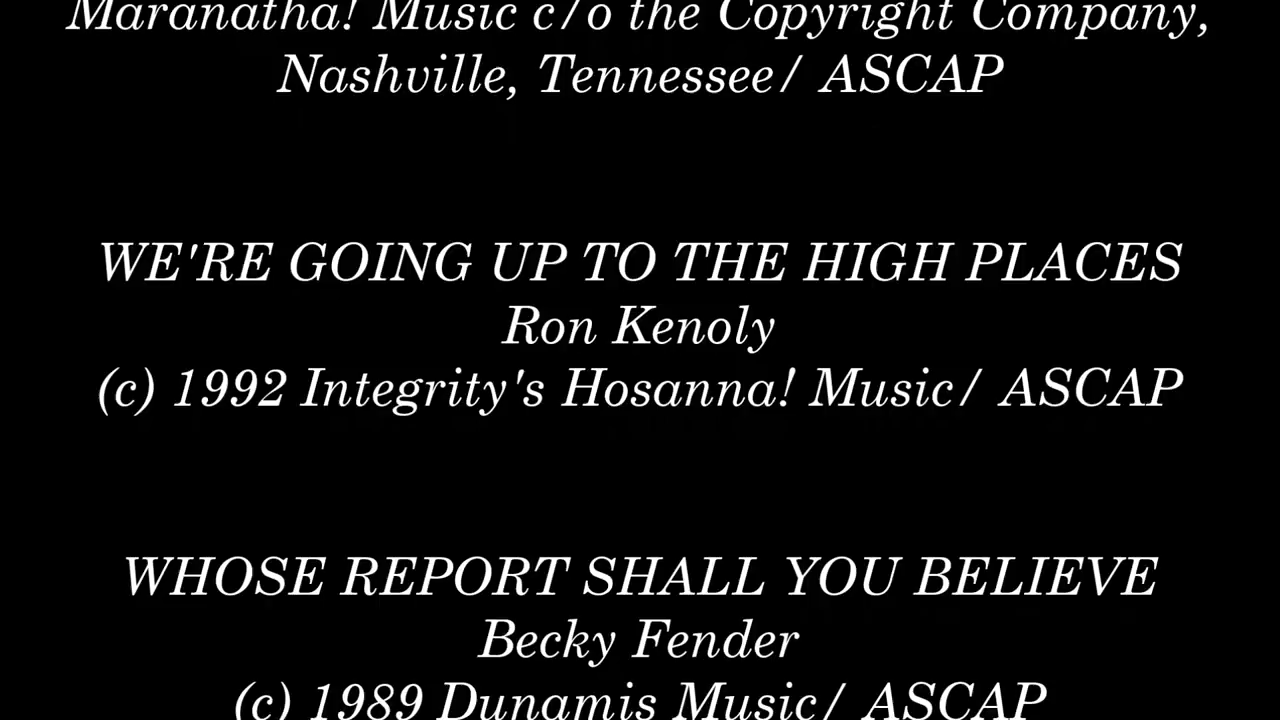 Maranatha! Music c/o the Copyright Company,
Nashville, Tennessee/ ASCAP
WE'RE GOING UP TO THE HIGH PLACES
Ron Kenoly
(c) 1992 Integrity's Hosanna! Music/ ASCAP
WHOSE REPORT SHALL YOU BELIEVE
Becky Fender
(c) 1989 Dunamis Music/ ASCAP